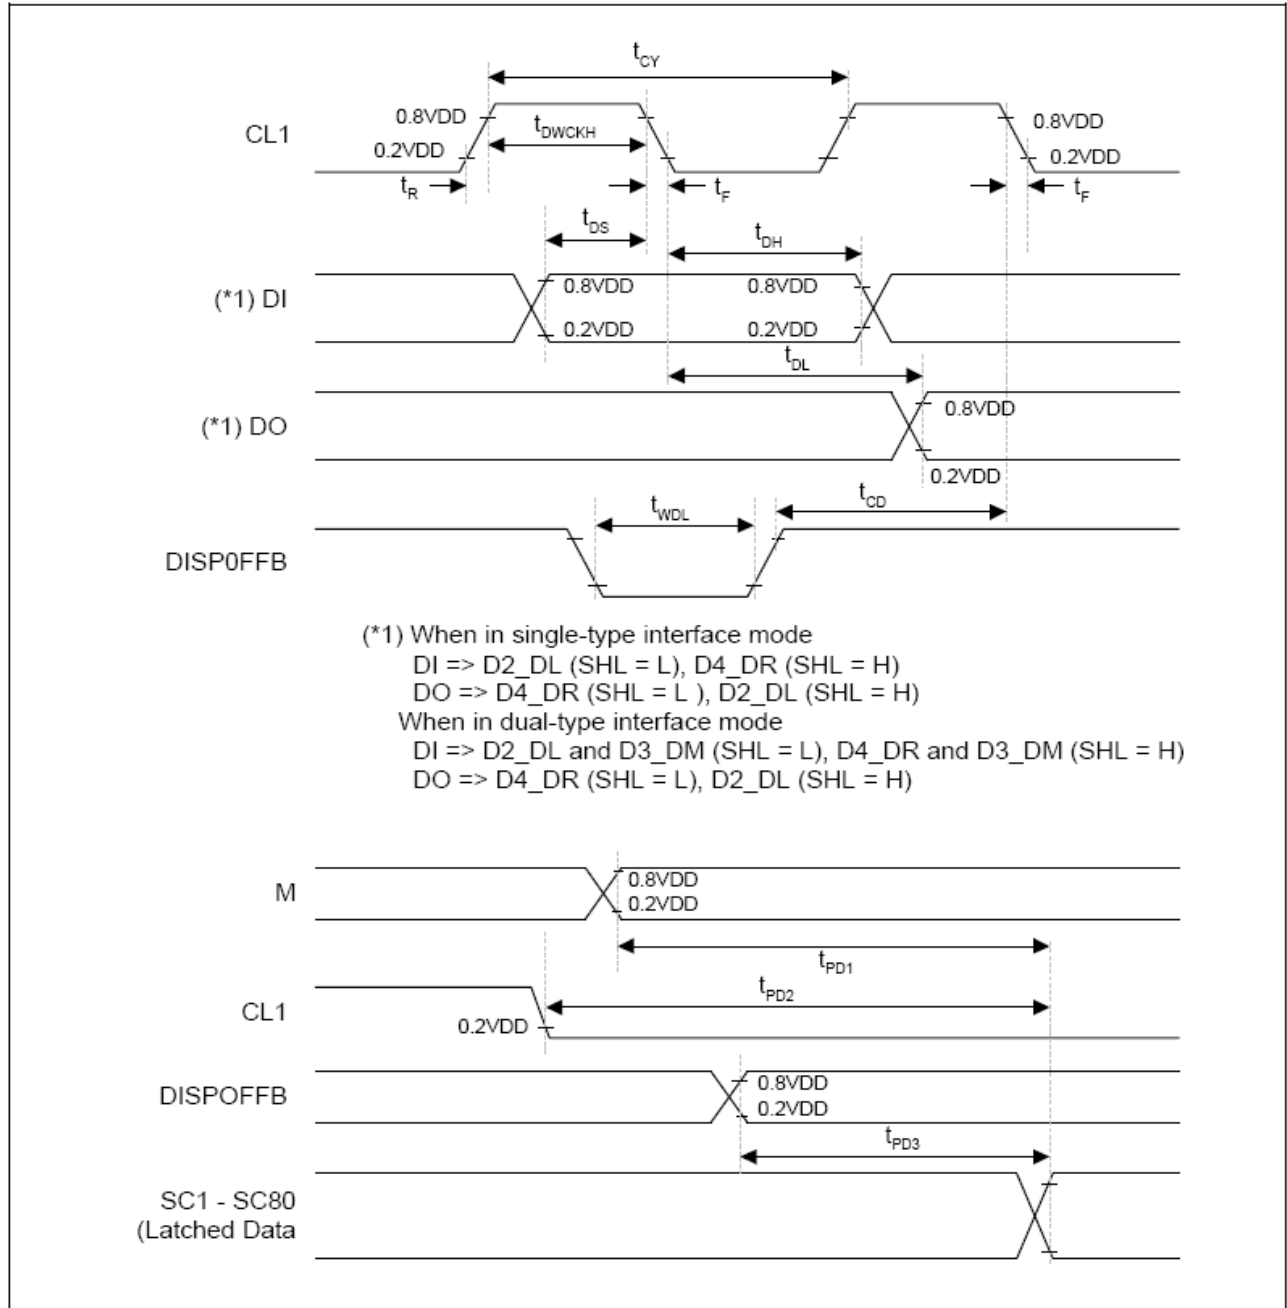 tCY
CL1
0.8VDD
tDWCKH
0.8VDD
0.2VDD
0.2VDD
tR
tF
tF
tDS
tDH
(*1) DI
0.8VDD
0.8VDD
0.2VDD
0.2VDD
tDL
(*1) DO
0.8VDD
0.2VDD
tWDL
tCD
DISP0FFB
(*1) When in single-type interface mode
DI => D2_DL (SHL = L), D4_DR (SHL = H)
DO => D4_DR (SHL = L ), D2_DL (SHL = H)
When in dual-type interface mode
DI => D2_DL and D3_DM (SHL = L), D4_DR and D3_DM (SHL = H)
DO => D4_DR (SHL = L), D2_DL (SHL = H)
M
0.8VDD
0.2VDD
tPD1
CL1
tPD2
0.2VDD
DISPOFFB
0.8VDD
0.2VDD
tPD3
SC1 - SC80
(Latched Data